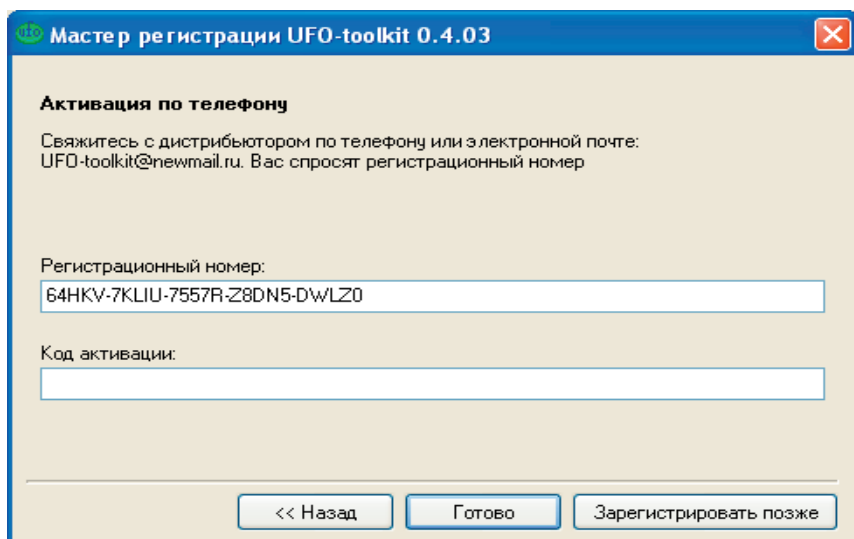 ufo Мастер регистрации UFO-toolkit 0.4.03
Активация по телефону
Свяжитесь с дистрибьютором по телефону или электронной почте:
UFO-toolkit@newmail.ru. Вас спросят регистрационный номер
Регистрационный номер:
64HKV-7KLIU-7557R-Z8DN5-DWLZ0
Код активации:
<< Назад Готово Зарегистрировать позже